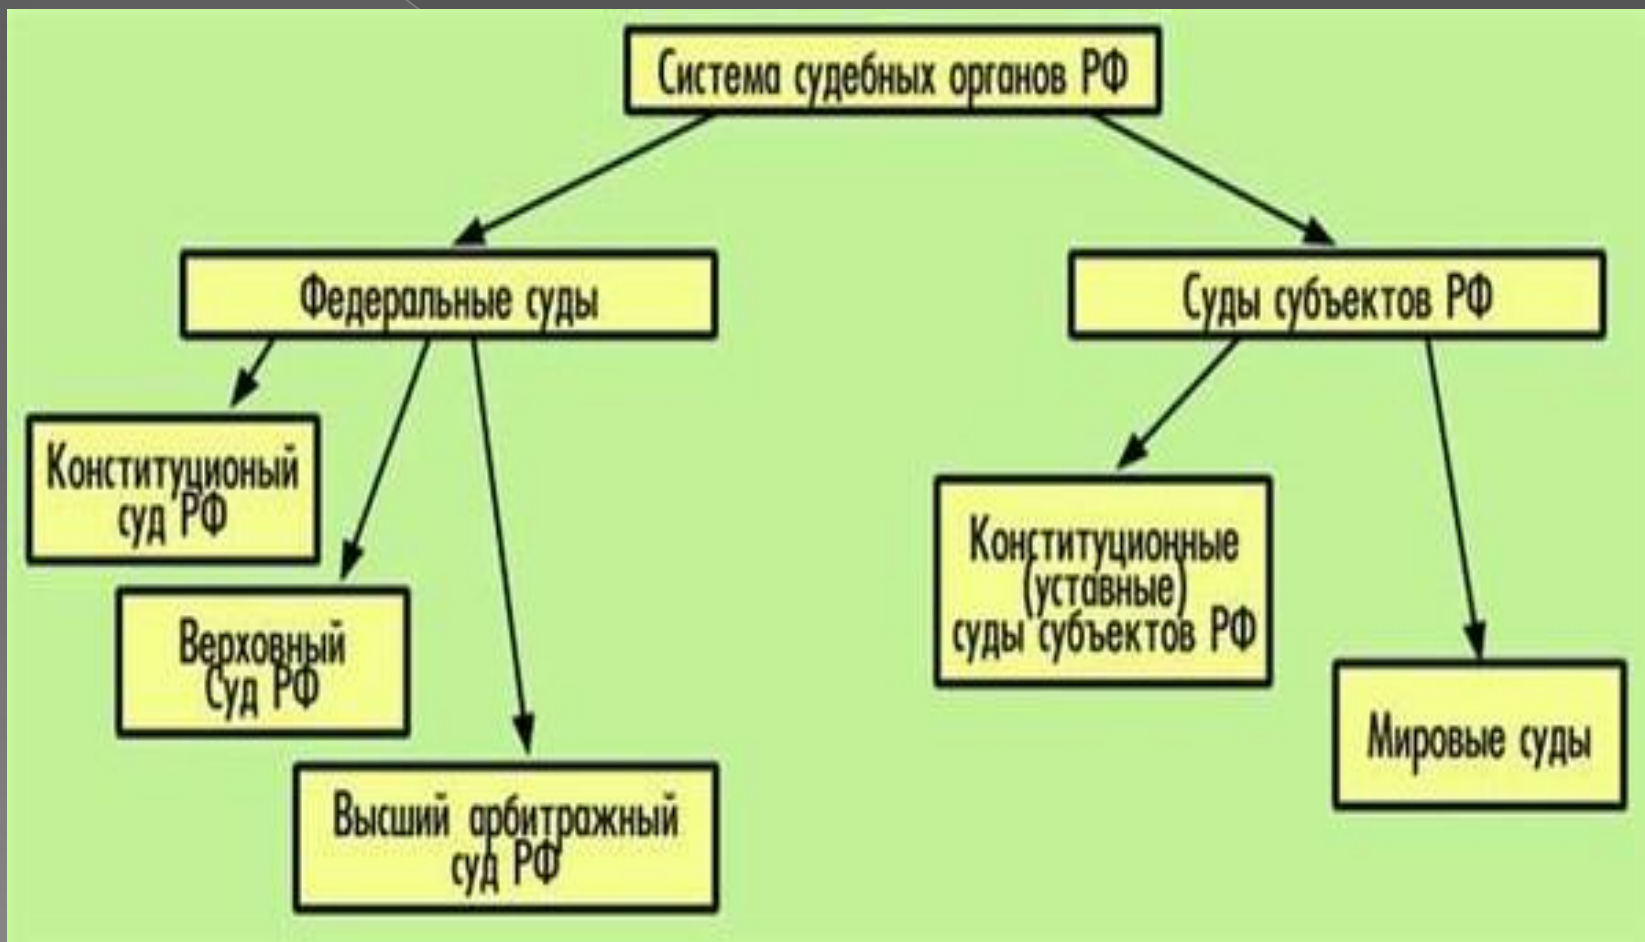 Система судебных органов РФ
Федеральные суды
Суды субъектов РФ
Конституционый
суд РФ
Верховный
Суд РФ
Высший арбитражный
суд РФ
Конституционные
(уставные)
суды субъектов РФ
Мировые суды